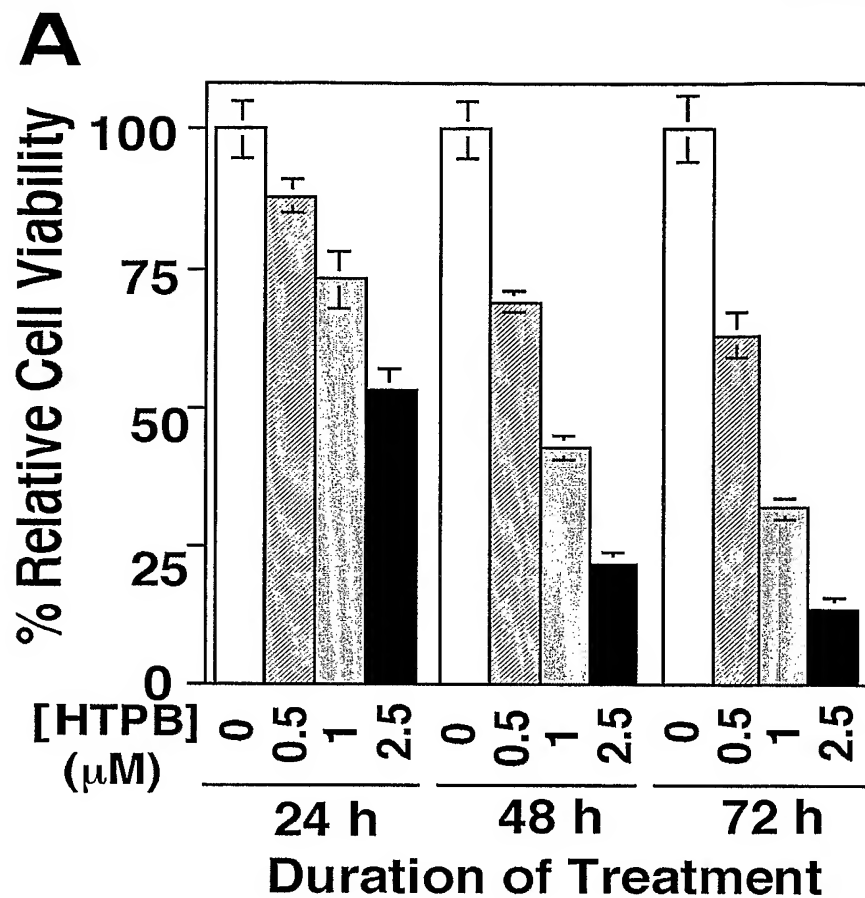 A
% Relative Cell Viability
100
75
50
25
0
[HTPB] 0 0.5 1 2.5 0 0.5 1 2.5 0 0.5 1 2.5
(μM)
24 h 48 h 72 h
Duration of Treatment